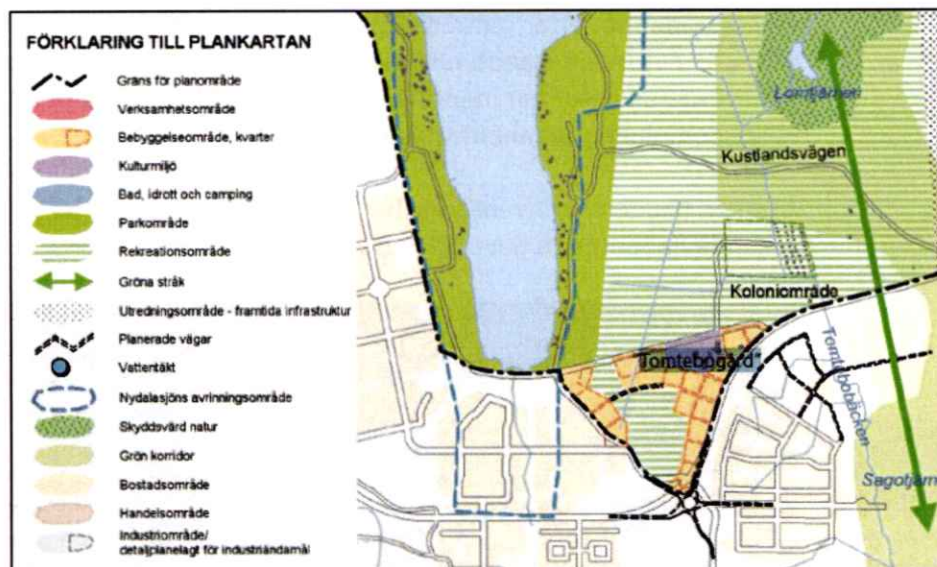 FÖRKLARING TILL PLANKARTAN
Gräns för planområde
Verksamhetsområde
Bebyggelseområde, kvarter
Kulturmiljö
Bad, idrott och camping
Parkområde
Rekreationsområde
Gröna stråk
Utredningsområde - framtida infrastruktur
Planerade vägar
Vattentäkt
Nydalasjöns avrinningsområde
Skyddsvärd natur
Grön korridor
Bostadsområde
Handelsområde
Industriområde/
detaljplanelagt för industriändamål
Lomtjärnen
Kustlandsvägen
Koloniområde
Tomtebogård
Tomtebobäcken
Sagotjärn